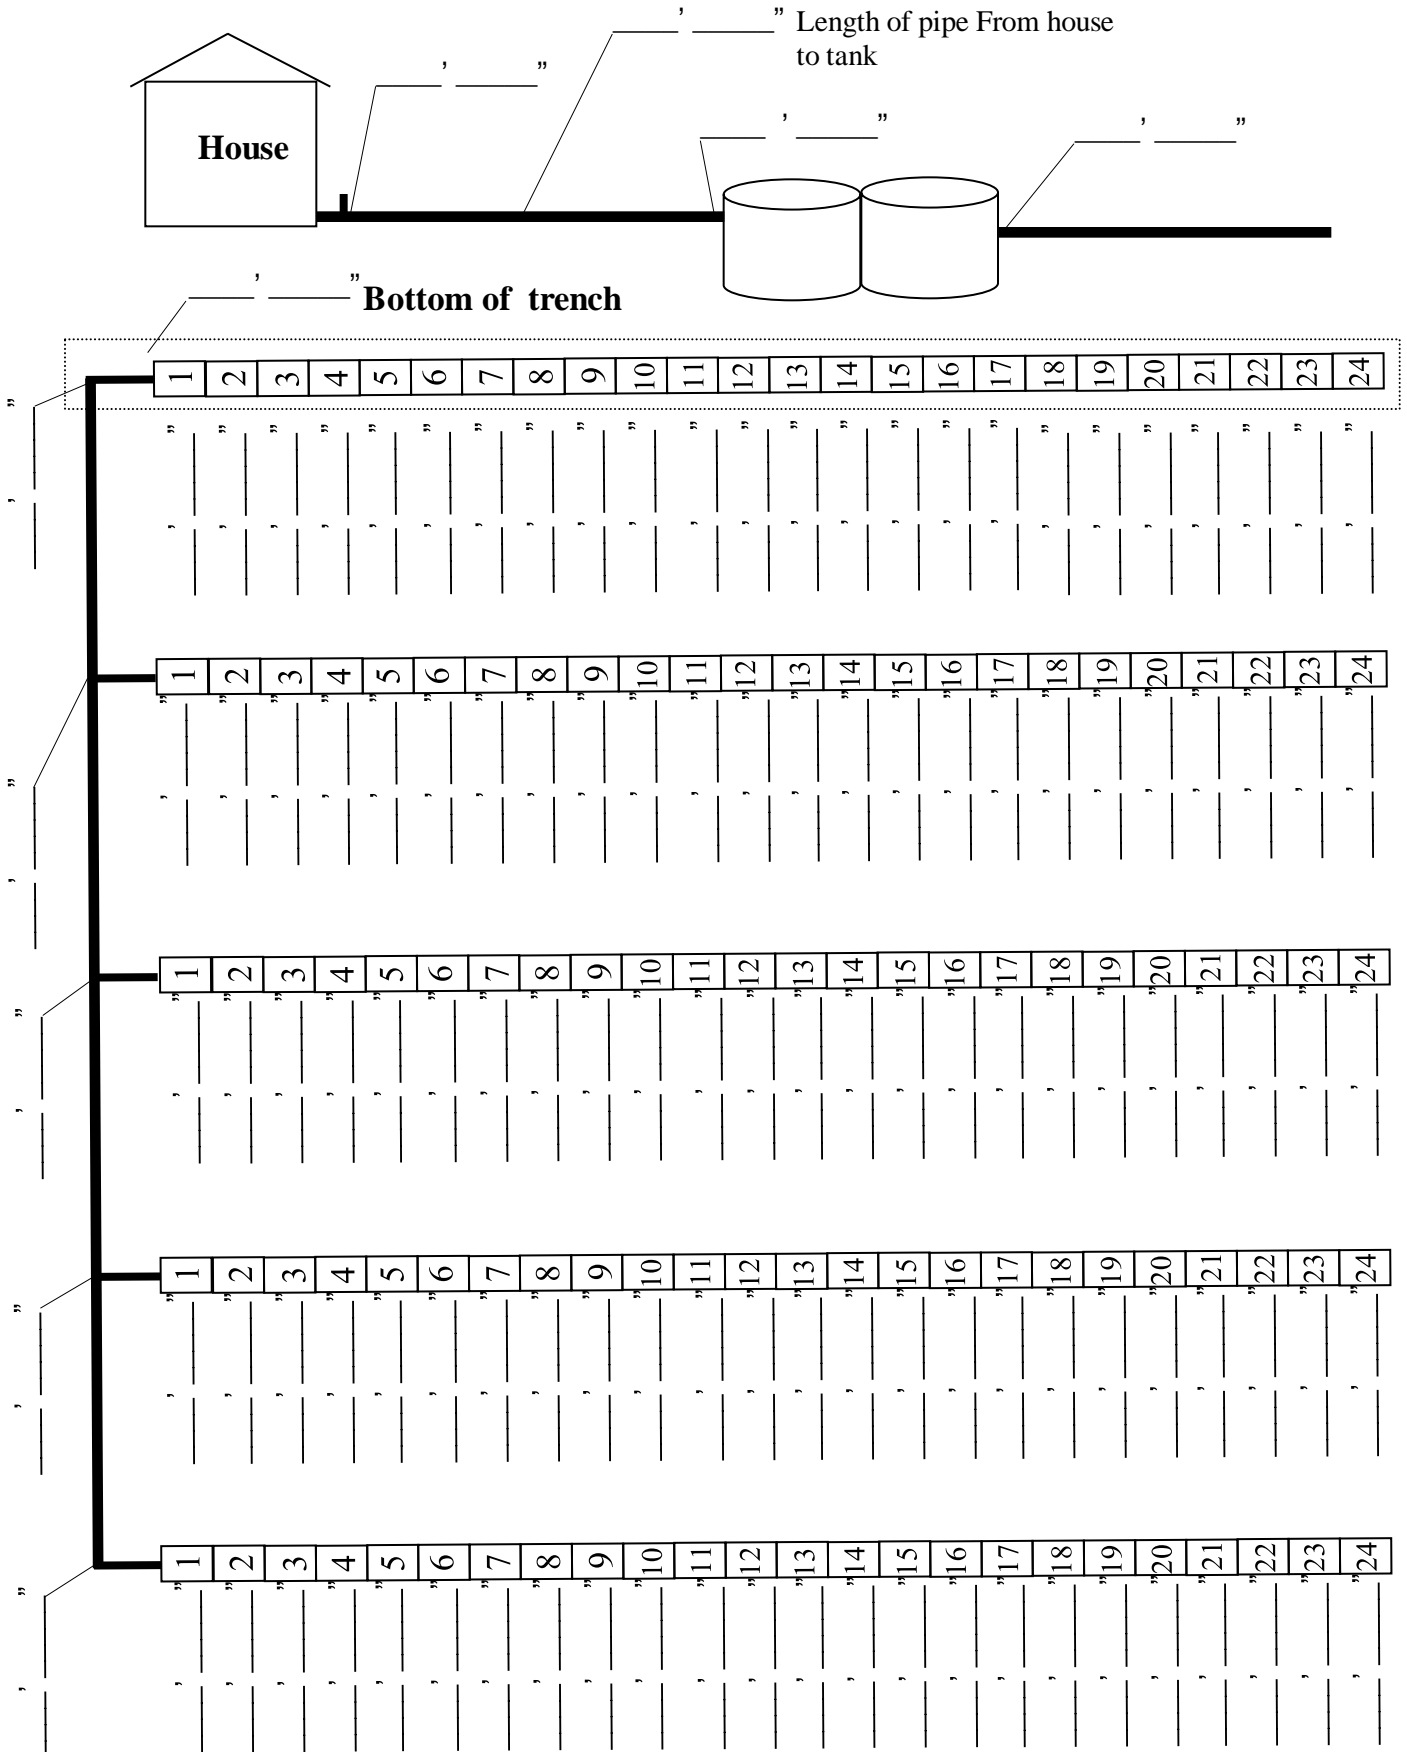 ’ ” Length of pipe From house
to tank
’ ”
’ ”
’ ”
House
’ ” Bottom of  trench
1 2 3 4 5 6 7 8 9 10 11 12 13 14 15 16 17 18 19 20 21 22 23 24
” ” ” ” ” ” ” ” ” ” ” ” ” ” ” ” ” ” ” ” ” ” ” ” ”
’ ’ ’ ’ ’ ’ ’ ’ ’ ’ ’ ’ ’ ’ ’ ’ ’ ’ ’ ’ ’ ’ ’ ’ ’
1 2 3 4 5 6 7 8 9 10 11 12 13 14 15 16 17 18 19 20 21 22 23 24
” ” ” ” ” ” ” ” ” ” ” ” ” ” ” ” ” ” ” ” ” ” ” ” ”
’ ’ ’ ’ ’ ’ ’ ’ ’ ’ ’ ’ ’ ’ ’ ’ ’ ’ ’ ’ ’ ’ ’ ’ ’
1 2 3 4 5 6 7 8 9 10 11 12 13 14 15 16 17 18 19 20 21 22 23 24
” ” ” ” ” ” ” ” ” ” ” ” ” ” ” ” ” ” ” ” ” ” ” ” ”
’ ’ ’ ’ ’ ’ ’ ’ ’ ’ ’ ’ ’ ’ ’ ’ ’ ’ ’ ’ ’ ’ ’ ’ ’
1 2 3 4 5 6 7 8 9 10 11 12 13 14 15 16 17 18 19 20 21 22 23 24
” ” ” ” ” ” ” ” ” ” ” ” ” ” ” ” ” ” ” ” ” ” ” ” ”
’ ’ ’ ’ ’ ’ ’ ’ ’ ’ ’ ’ ’ ’ ’ ’ ’ ’ ’ ’ ’ ’ ’ ’ ’
1 2 3 4 5 6 7 8 9 10 11 12 13 14 15 16 17 18 19 20 21 22 23 24
” ” ” ” ” ” ” ” ” ” ” ” ” ” ” ” ” ” ” ” ” ” ” ” ”
’ ’ ’ ’ ’ ’ ’ ’ ’ ’ ’ ’ ’ ’ ’ ’ ’ ’ ’ ’ ’ ’ ’ ’ ’